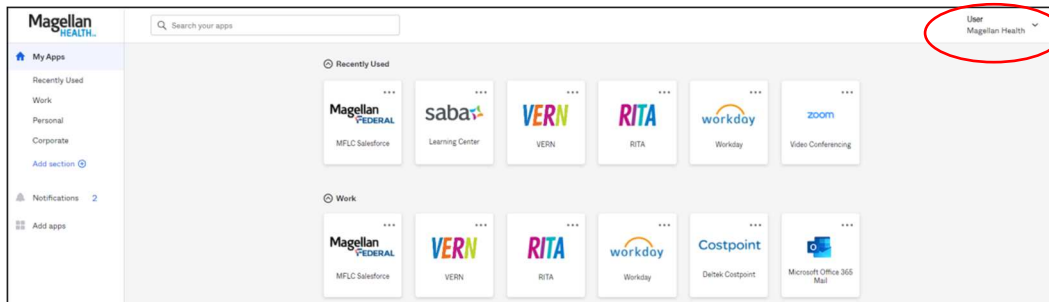 Magellan
HEALTH
Search your apps
User
Magellan Health
My Apps
Recently Used
Work
Personal
Corporate
Add section
Notifications 2
Add apps
Recently Used
Magellan
FEDERAL
MFLC Salesforce
saba
Learning Center
VERN
VERN
RITA
RITA
workday
Workday
zoom
Video Conferencing
Work
Magellan
FEDERAL
MFLC Salesforce
VERN
VERN
RITA
RITA
workday
Workday
Costpoint
Deltek Costpoint
Microsoft Office 365
Mail